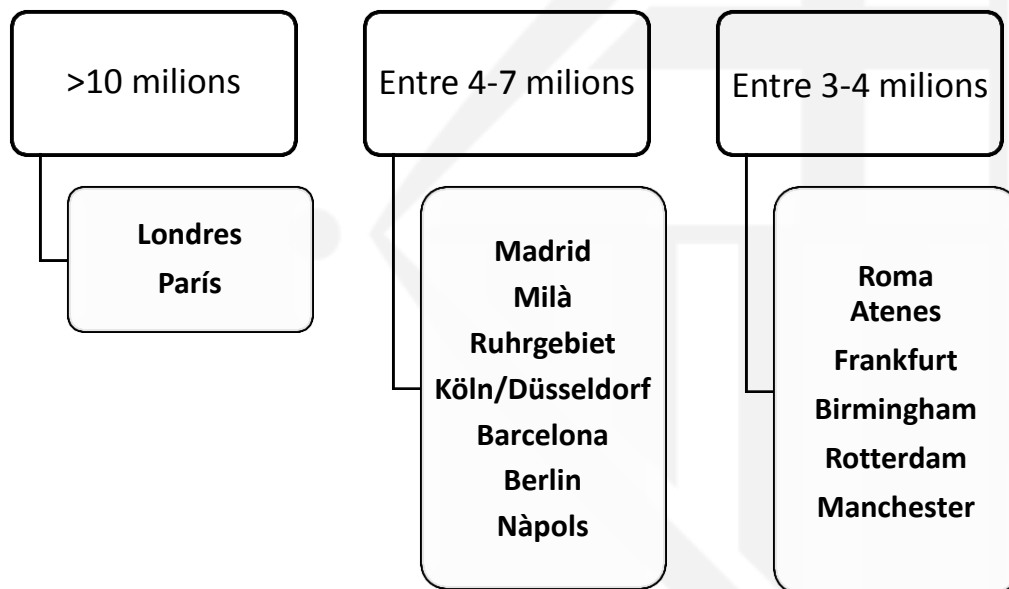 >10 milions
Londres
París
Entre 4-7 milions
Madrid
Milà
Ruhrgebiet
Köln/Düsseldorf
Barcelona
Berlin
Nàpols
Entre 3-4 milions
Roma
Atenes
Frankfurt
Birmingham
Rotterdam
Manchester